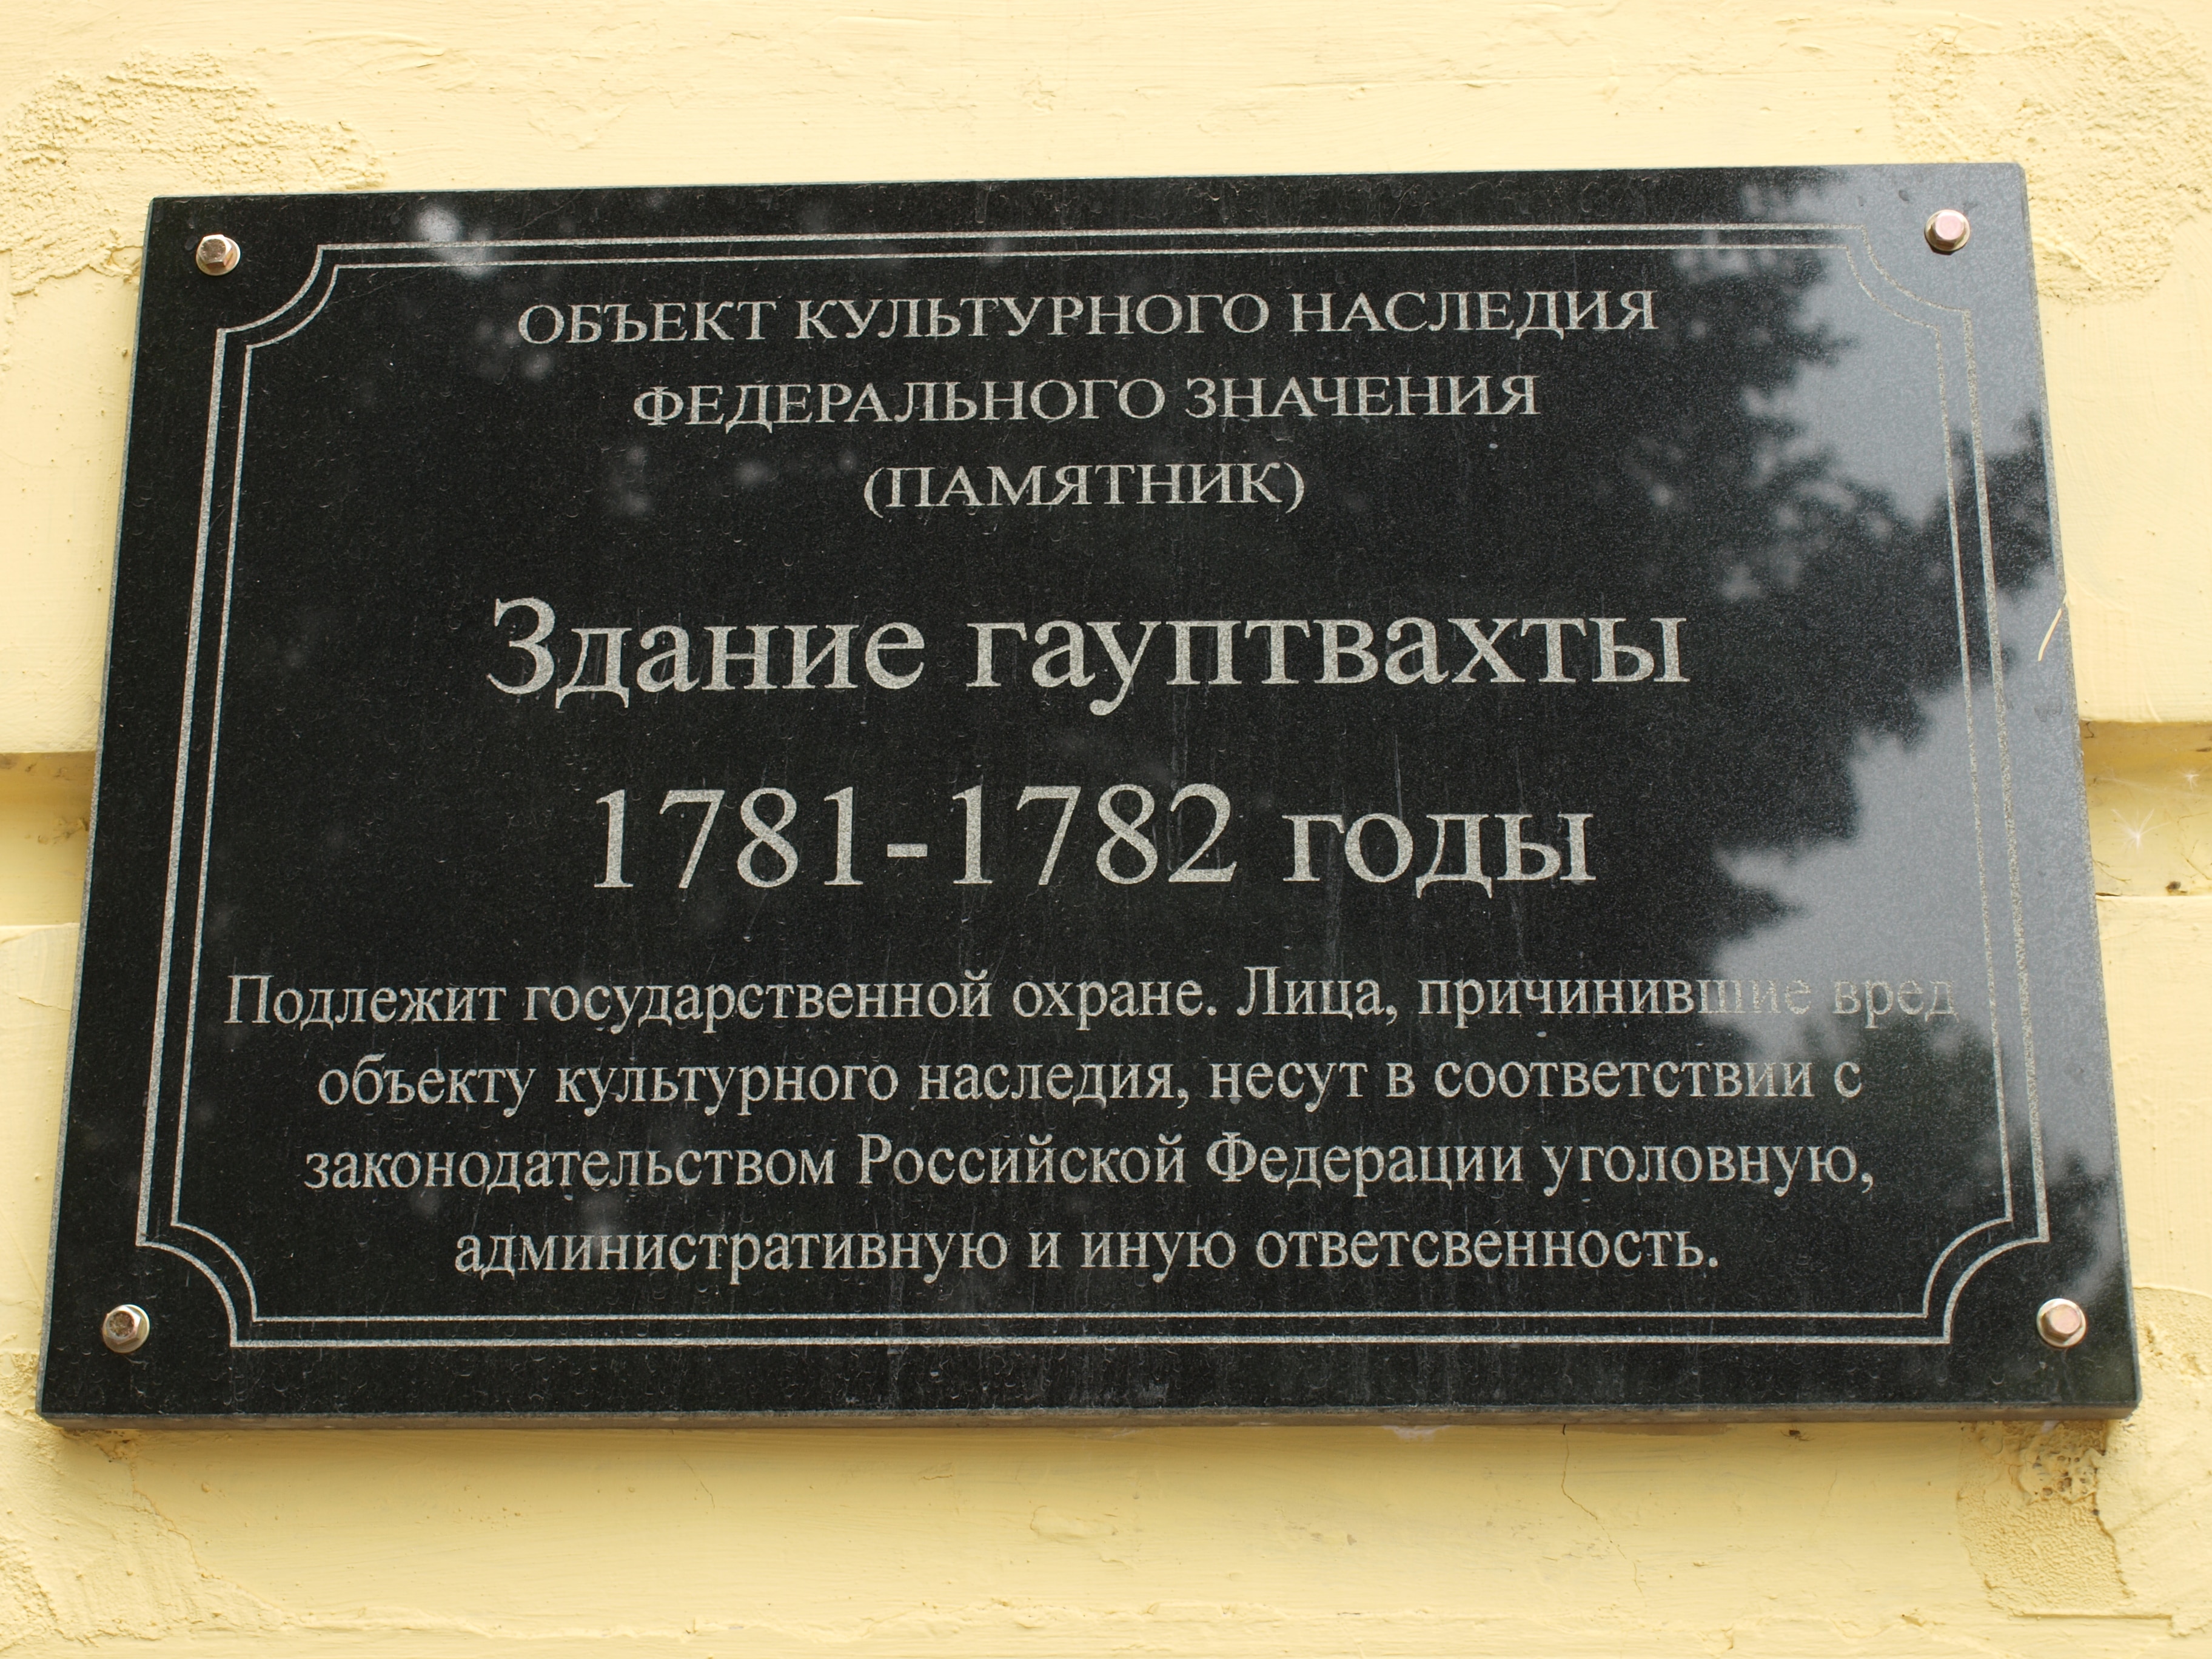 ОБЪЕКТ КУЛЬТУРНОГО НАСЛЕДИЯ
ФЕДЕРАЛЬНОГО ЗНАЧЕНИЯ
(ПАМЯТНИК)
Здание гауптвахты
1781-1782 годы
Подлежит государственной охране. Лица, причинившие вред
объекту культурного наследия, несут в соответствии с
законодательством Российской Федерации уголовную,
административную и иную ответсвенность.